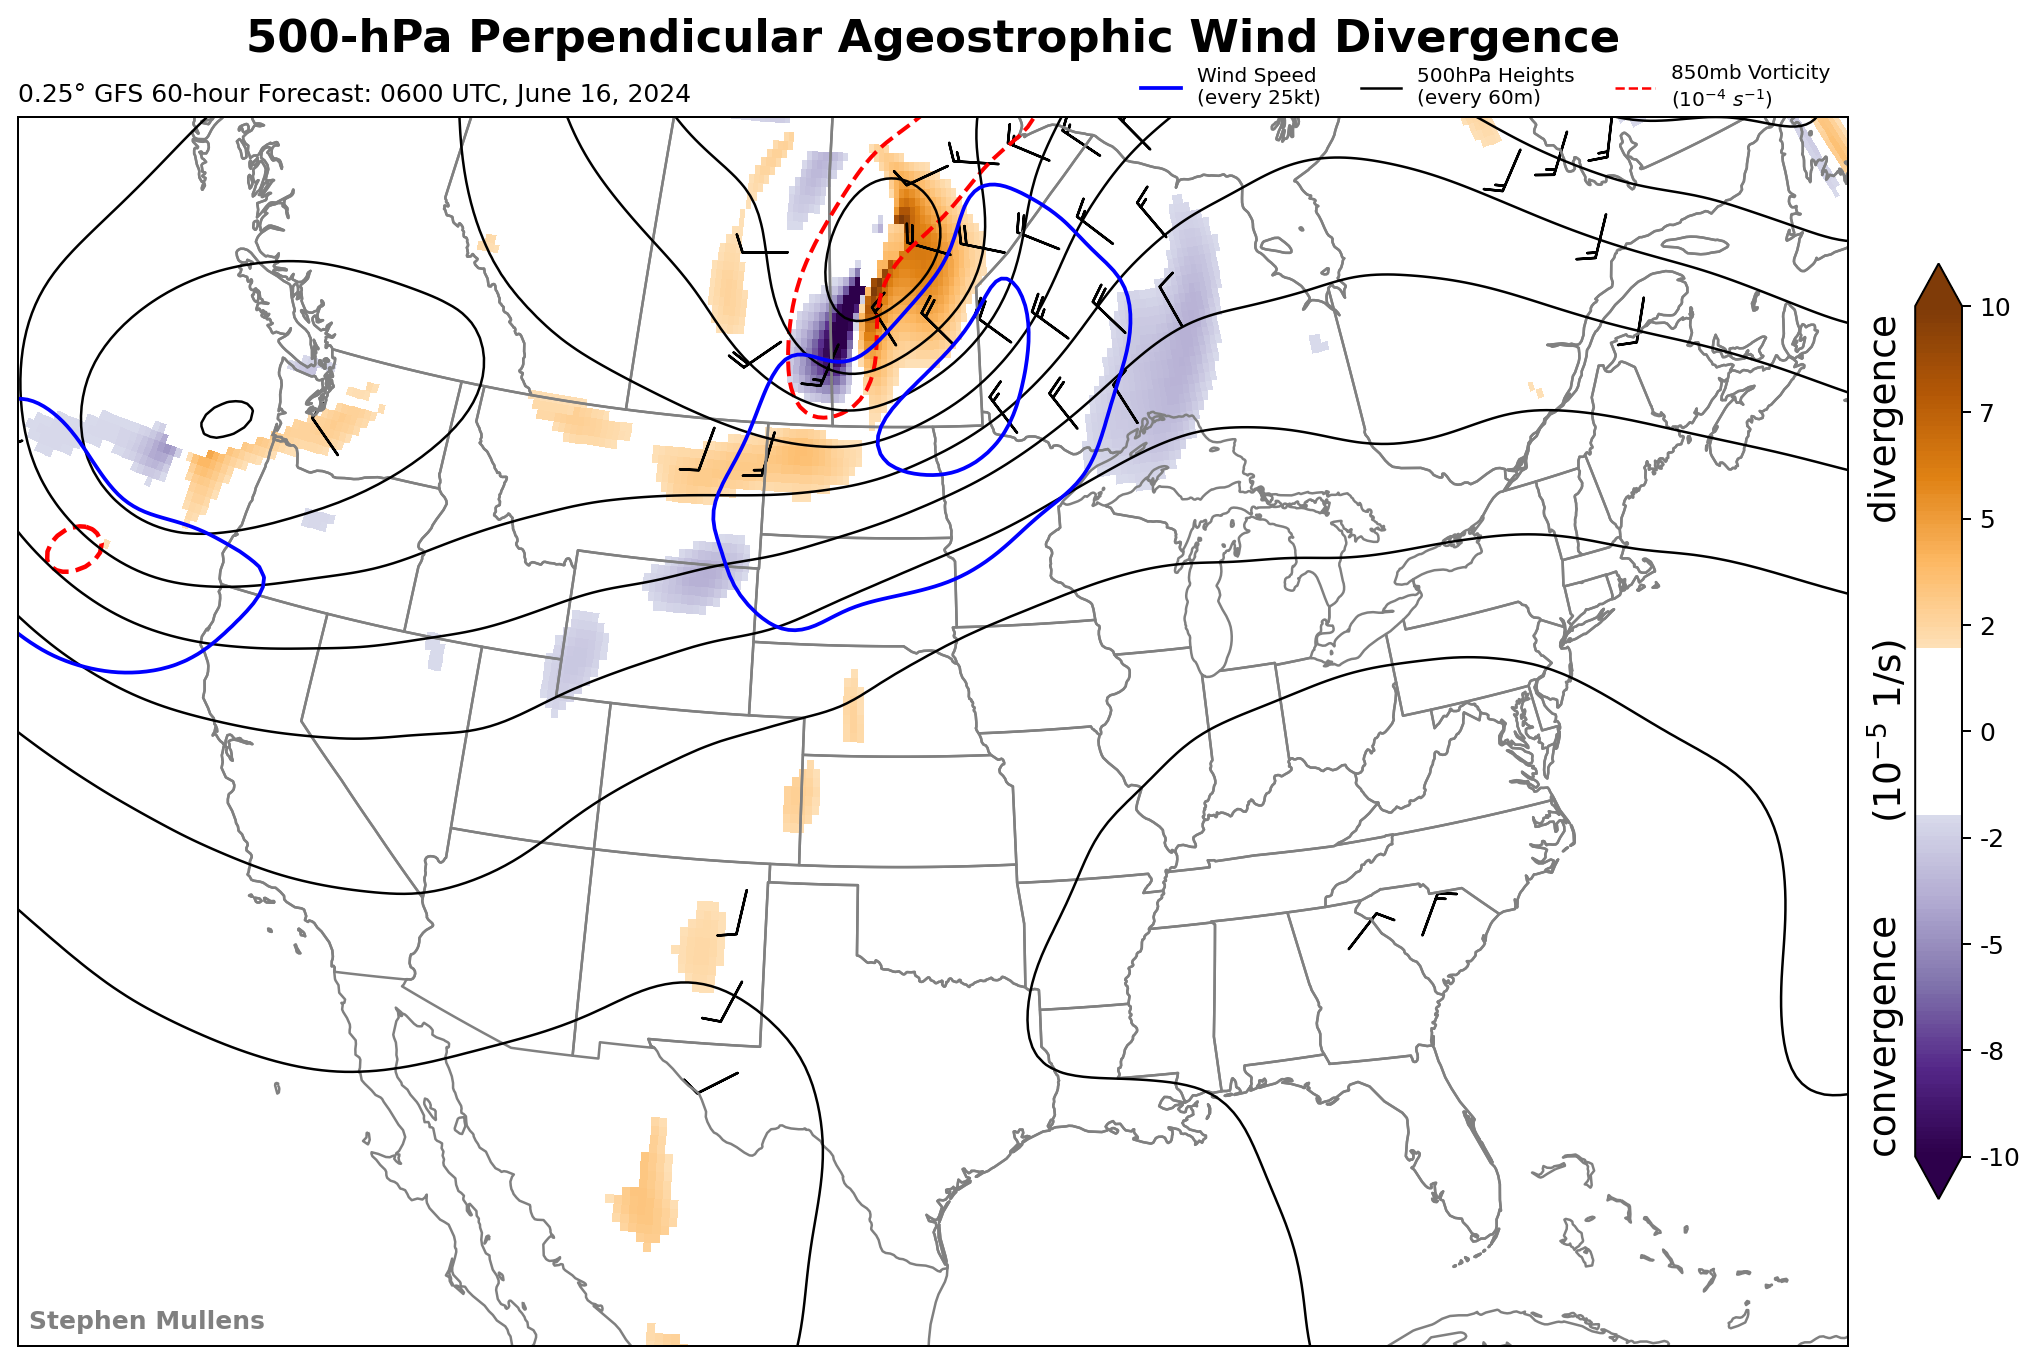 500-hPa Perpendicular Ageostrophic Wind Divergence
0.25° GFS 60-hour Forecast: 0600 UTC, June 16, 2024
Wind Speed
(every 25kt)
500hPa Heights
(every 60m)
850mb Vorticity
(10⁻⁴ s⁻¹)
10
7
5
2
0
-2
-5
-8
-10
convergence (10⁻⁵ 1/s) divergence
Stephen Mullens